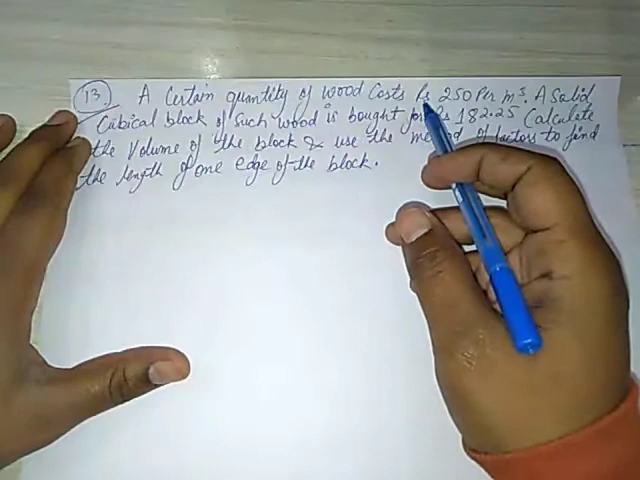 13. A Certain quantity of wood Costs Rs 250 Per m³. A Solid
Cubical block of Such wood is bought for Rs 182.25 Calculate
the Volume of the block & use the method of factors to find
the length of one edge of the block.